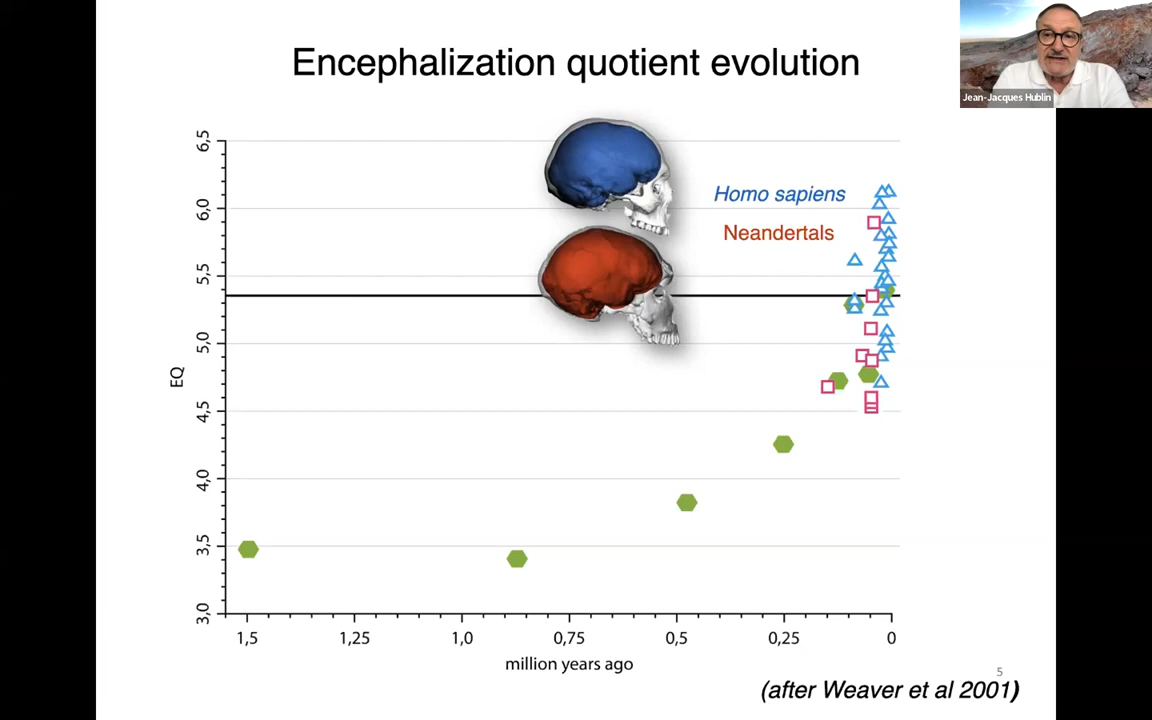 Encephalization quotient evolution
Jean-Jacques Hublin
Homo sapiens
Neandertals
EQ
6,5
6,0
5,5
5,0
4,5
4,0
3,5
3,0
1,5 1,25 1,0 0,75 0,5 0,25 0
million years ago
5
(after Weaver et al 2001)